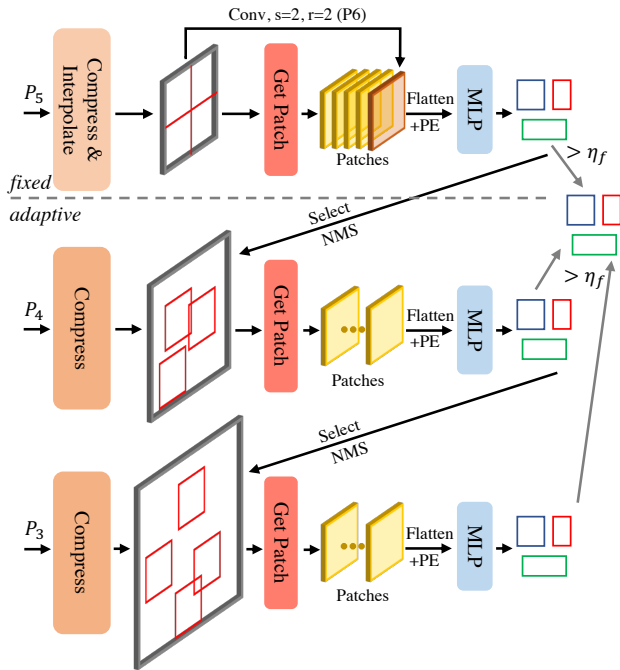 Conv, s=2, r=2 (P6)
P5
Compress &
Interpolate
Get Patch
Patches
Flatten
+PE
MLP
> ηf
fixed
adaptive
Select
NMS
P4
Compress
Get Patch
Patches
Flatten
+PE
MLP
> ηf
Select
NMS
P3
Compress
Get Patch
Patches
Flatten
+PE
MLP